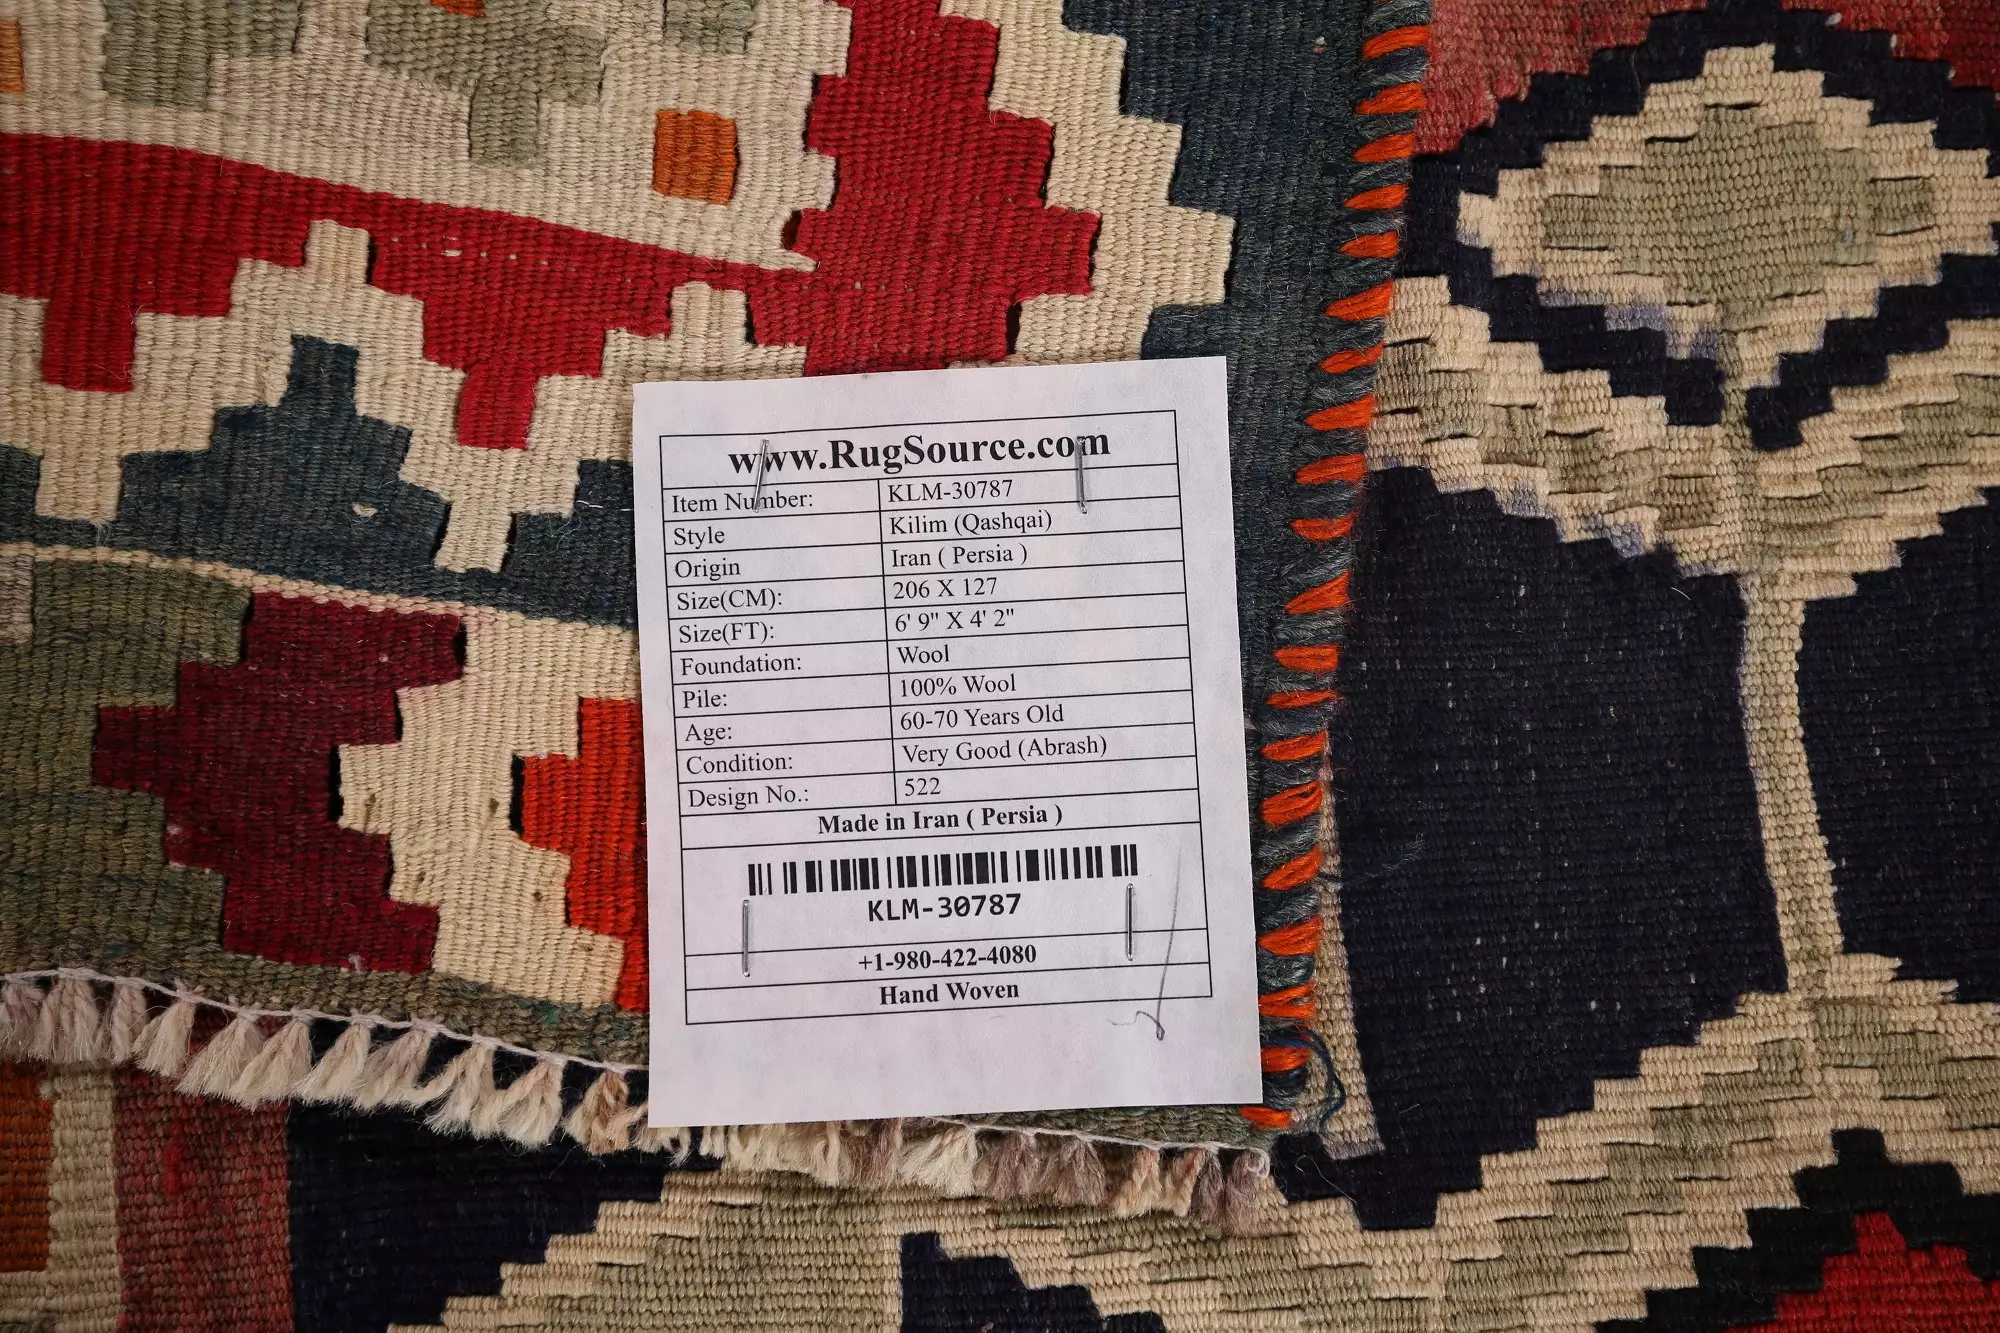 www.RugSource.com
Item Number: KLM-30787
Style Kilim (Qashqai)
Origin Iran ( Persia )
Size(CM): 206 X 127
Size(FT): 6' 9" X 4' 2"
Foundation: Wool
Pile: 100% Wool
Age: 60-70 Years Old
Condition: Very Good (Abrash)
Design No.: 522
Made in Iran ( Persia )
KLM-30787
+1-980-422-4080
Hand Woven